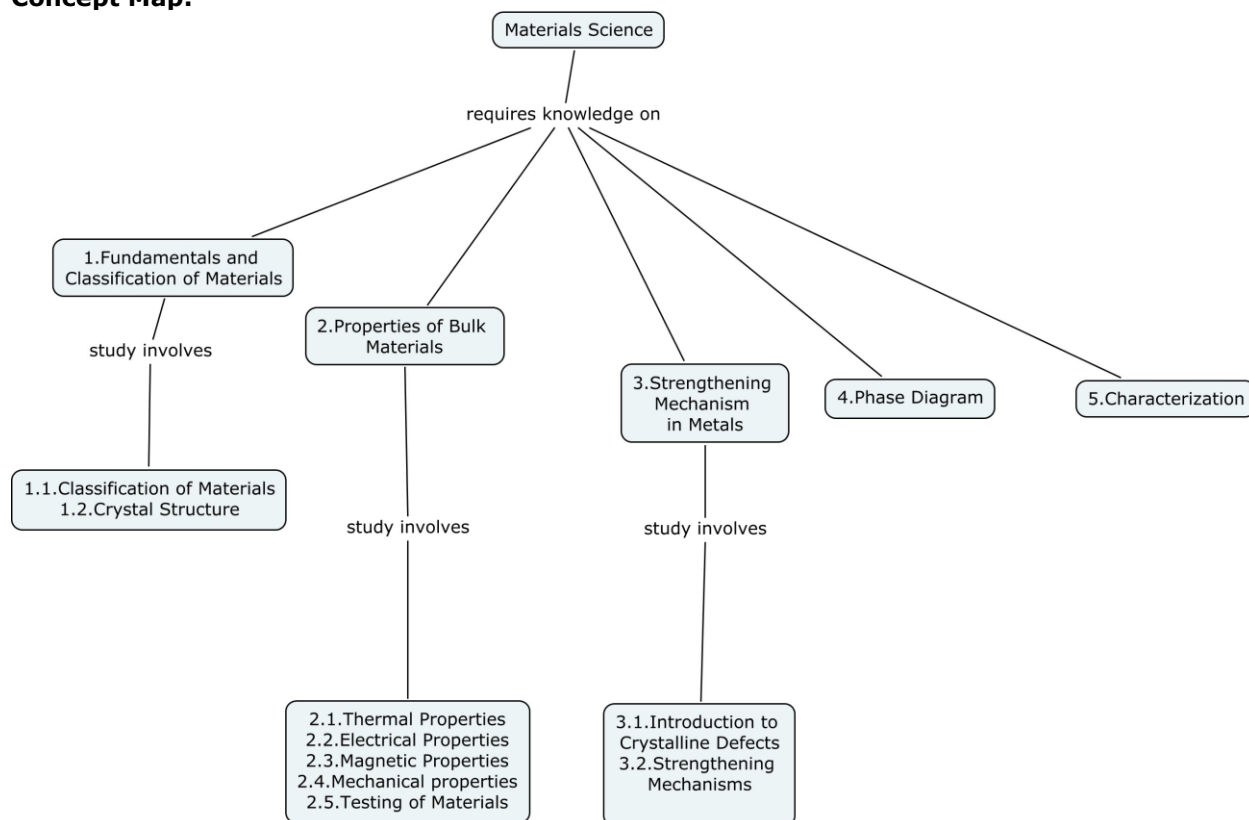 Concept Map:
Materials Science
requires knowledge on
1.Fundamentals and
Classification of Materials
study involves
1.1.Classification of Materials
1.2.Crystal Structure
2.Properties of Bulk
Materials
study involves
2.1.Thermal Properties
2.2.Electrical Properties
2.3.Magnetic Properties
2.4.Mechanical properties
2.5.Testing of Materials
3.Strengthening
Mechanism
in Metals
study involves
3.1.Introduction to
Crystalline Defects
3.2.Strengthening
Mechanisms
4.Phase Diagram
5.Characterization